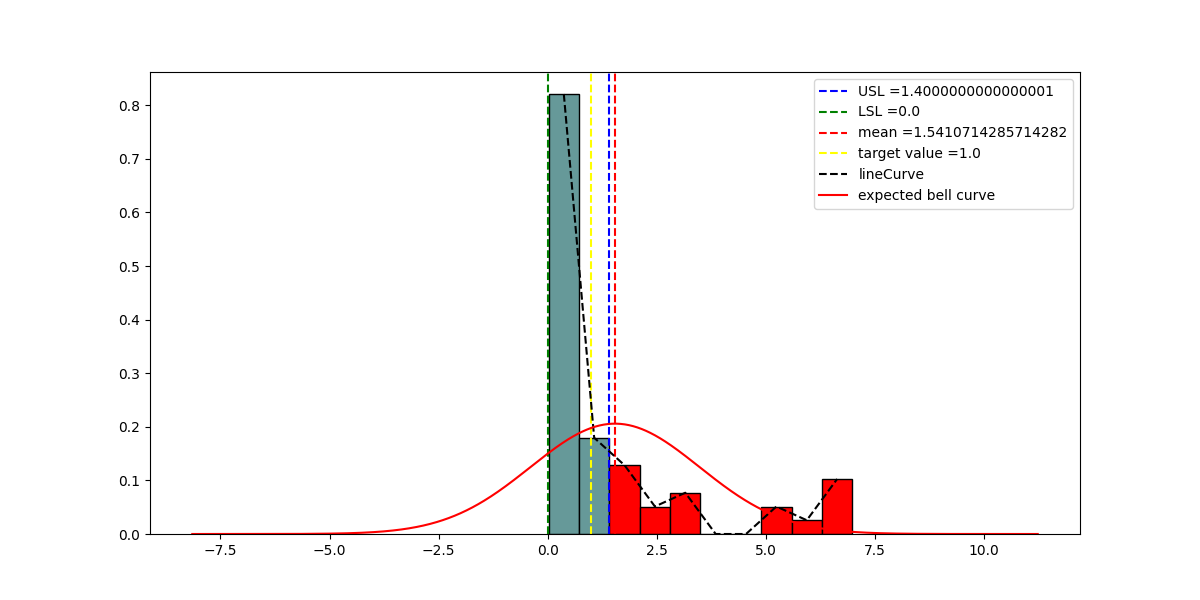 USL =1.4000000000000001
LSL =0.0
mean =1.5410714285714282
target value =1.0
lineCurve
expected bell curve
0.8
0.7
0.6
0.5
0.4
0.3
0.2
0.1
0.0
−7.5 −5.0 −2.5 0.0 2.5 5.0 7.5 10.0